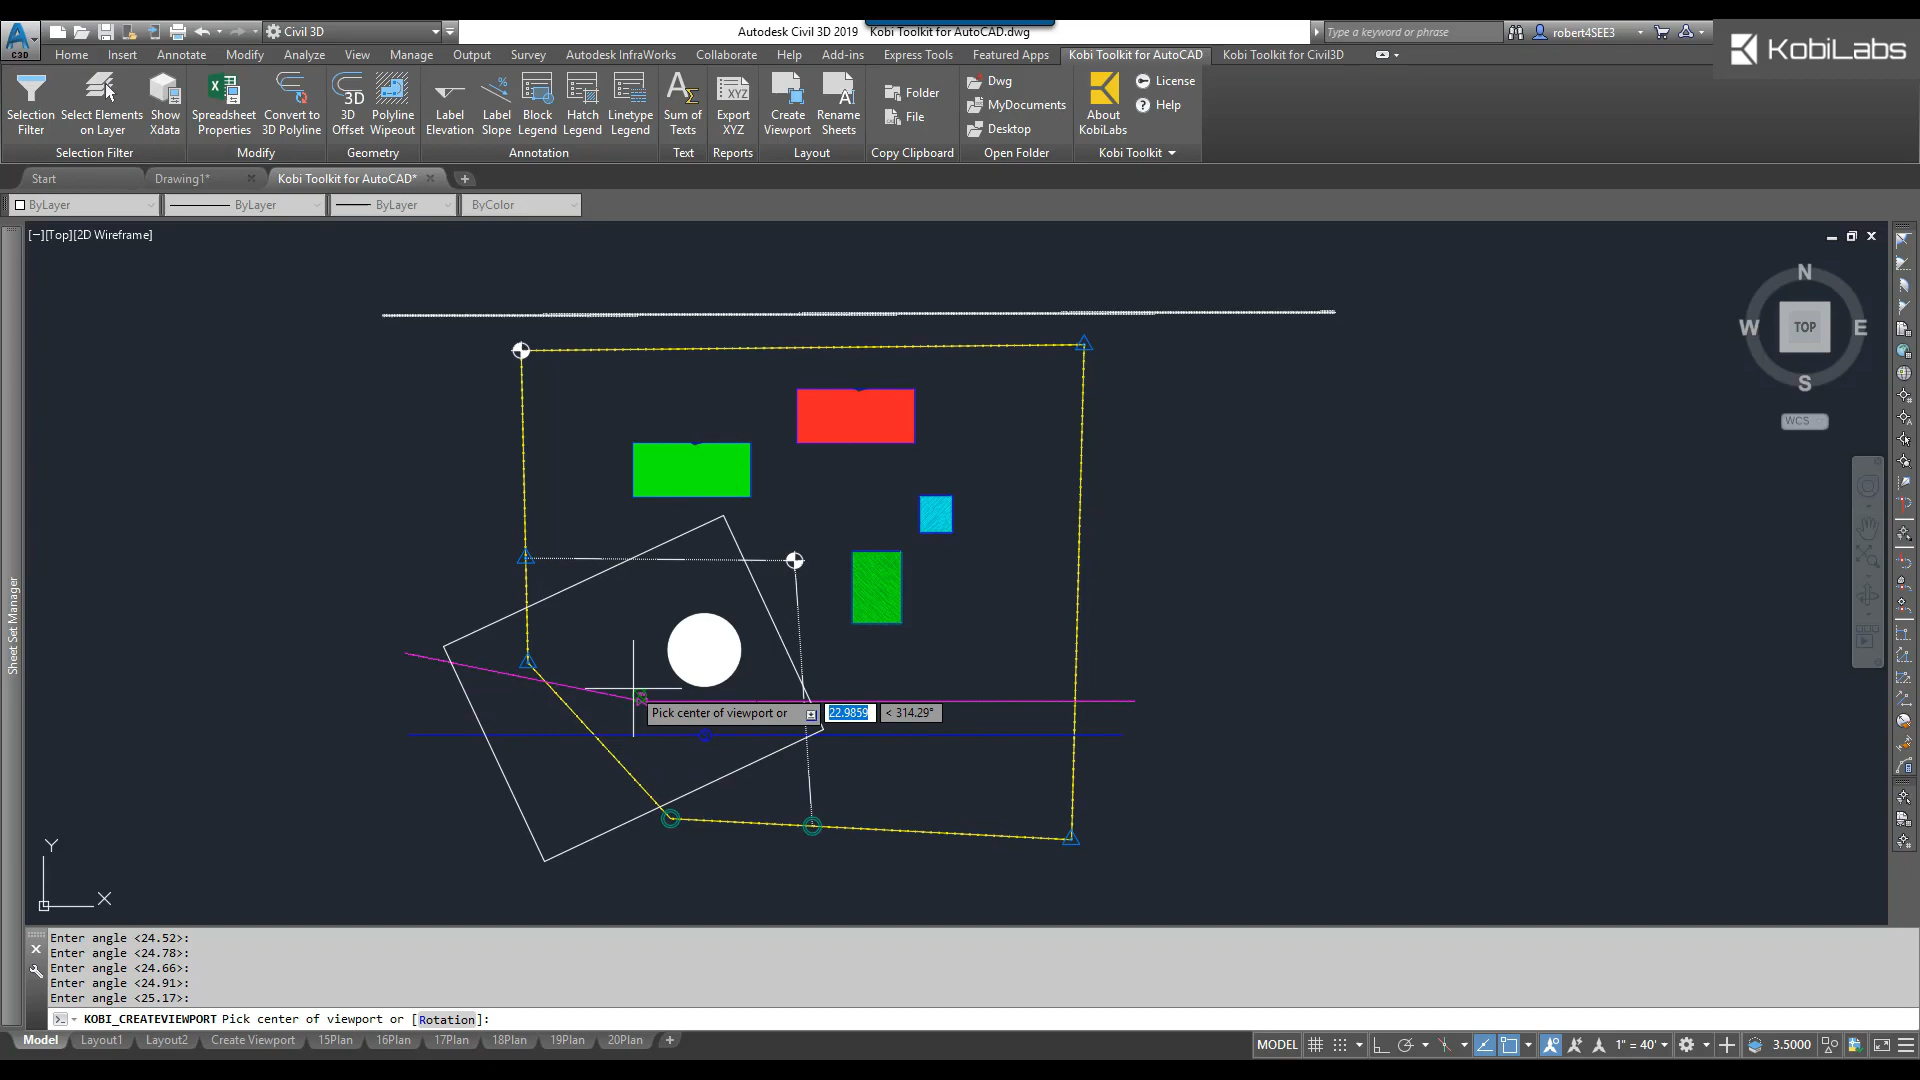 Civil 3D
Autodesk Civil 3D 2019 Kobi Toolkit for AutoCAD.dwg
Type a keyword or phrase
robert4SEE3
KobiLabs
C3D
Home Insert Annotate Modify Analyze View Manage Output Survey Autodesk InfraWorks Collaborate Help Add-ins Express Tools Featured Apps Kobi Toolkit for AutoCAD Kobi Toolkit for Civil3D
Selection Filter
Select Elements on Layer
Show Xdata
Spreadsheet Properties
Convert to 3D Polyline
3D
3D Offset
Polyline Wipeout
Label Elevation
Label Slope
Block Legend
Hatch Legend
Linetype Legend
Sum of Texts
XYZ
Export XYZ
Create Viewport
Rename Sheets
Folder
File
Dwg
MyDocuments
Desktop
About KobiLabs
License
Help
Selection Filter Modify Geometry Annotation Text Reports Layout Copy Clipboard Open Folder Kobi Toolkit
Start Drawing1* Kobi Toolkit for AutoCAD*
ByLayer ByLayer ByLayer ByColor
[−][Top][2D Wireframe]
N
W TOP E
S
WCS
Sheet Set Manager
Pick center of viewport or 22.9859 < 314.29°
Y
X
Enter angle <24.52>:
Enter angle <24.78>:
Enter angle <24.66>:
Enter angle <24.91>:
Enter angle <25.17>:
KOBI_CREATEVIEWPORT Pick center of viewport or [Rotation]:
Model Layout1 Layout2 Create Viewport 15Plan 16Plan 17Plan 18Plan 19Plan 20Plan
MODEL 1" = 40' 3.5000